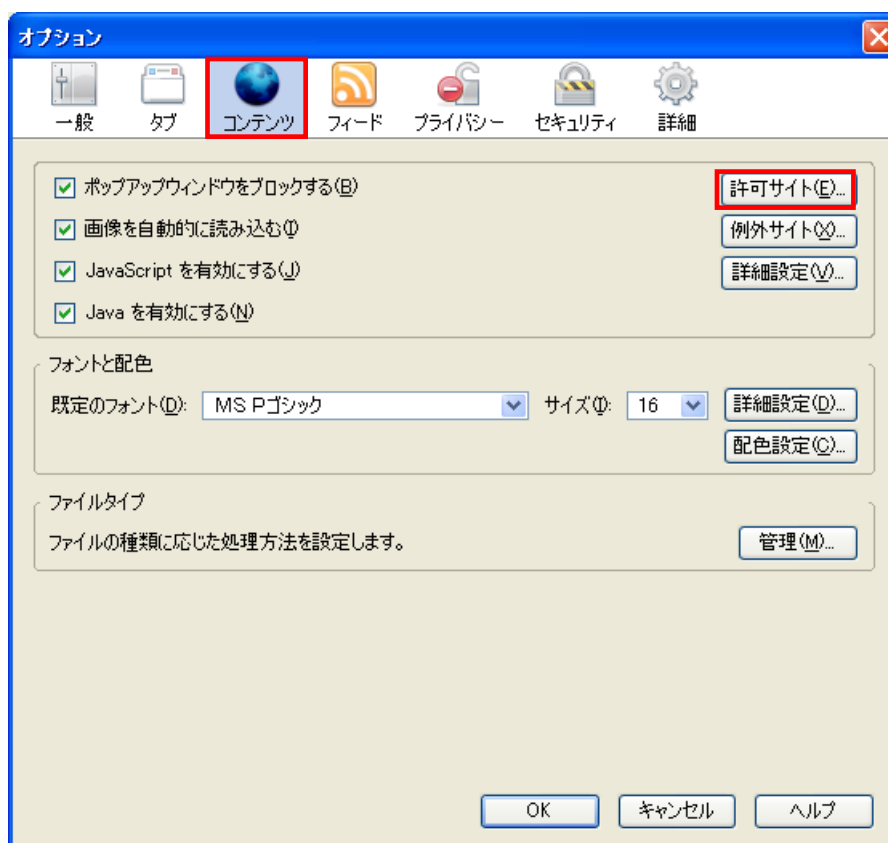 オプション
一般 タブ コンテンツ フィード プライバシー セキュリティ 詳細
ポップアップウィンドウをブロックする(B) 許可サイト(E)...
画像を自動的に読み込む(I) 例外サイト(X)...
JavaScript を有効にする(J) 詳細設定(V)...
Java を有効にする(N)
フォントと配色
既定のフォント(D): MS Pゴシック サイズ(I): 16 詳細設定(D)...
配色設定(C)...
ファイルタイプ
ファイルの種類に応じた処理方法を設定します。 管理(M)...
OK キャンセル ヘルプ